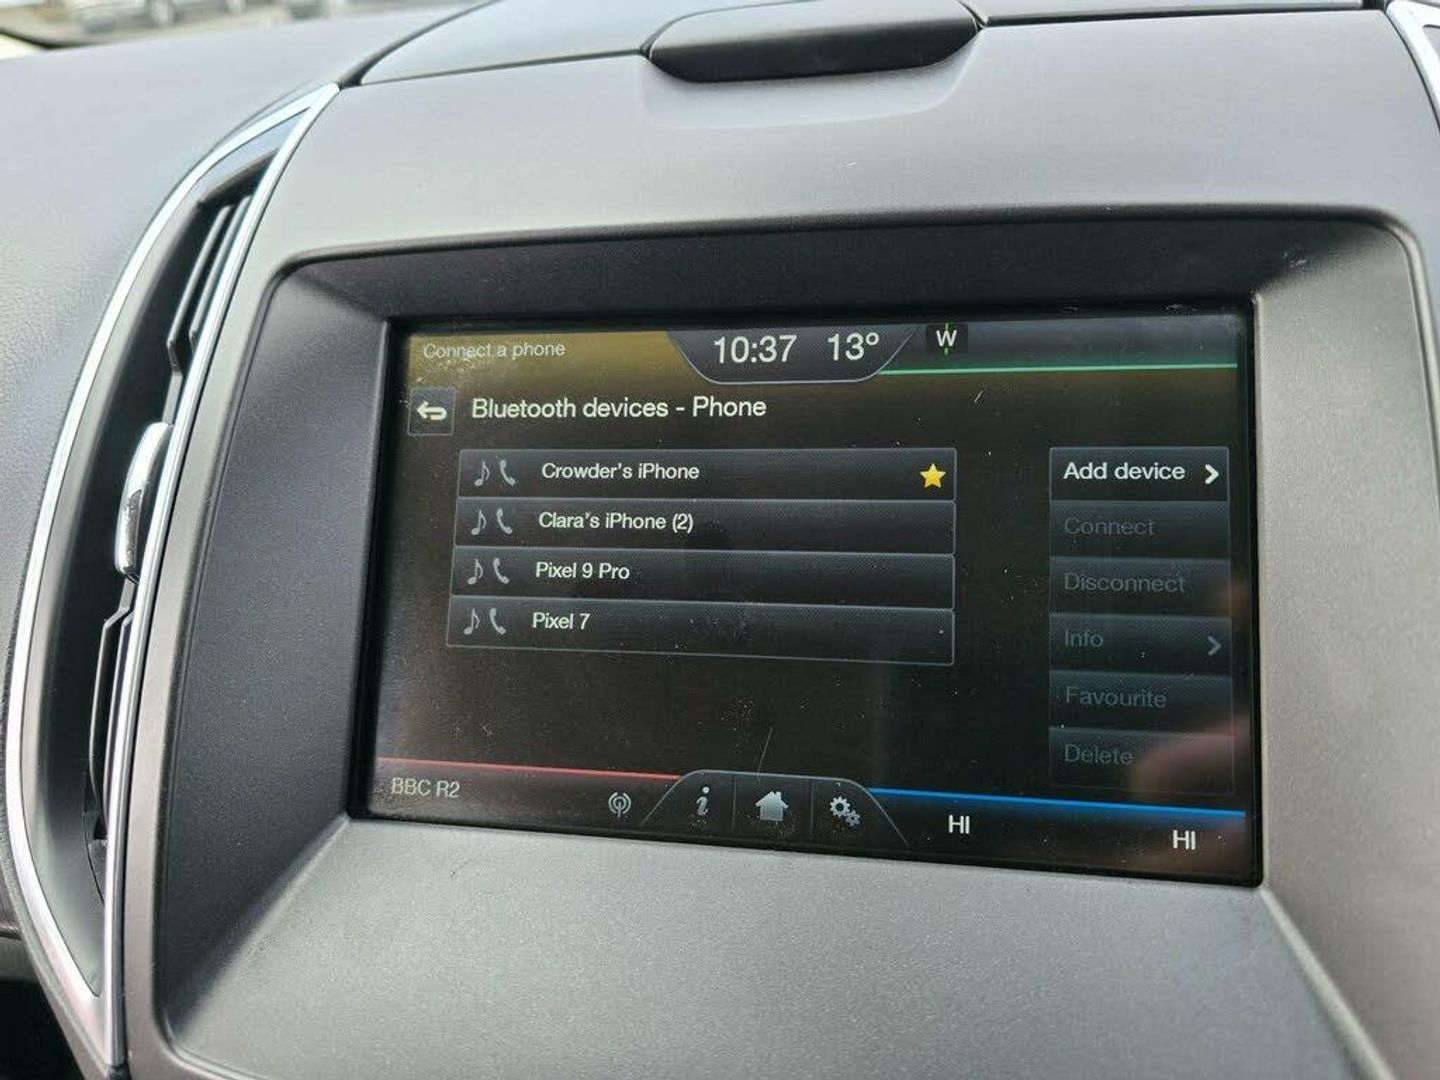 Connect a phone
10:37 13° W
Bluetooth devices - Phone
Crowder's iPhone
Clara's iPhone (2)
Pixel 9 Pro
Pixel 7
Add device
Connect
Disconnect
Info
Favourite
Delete
BBC R2
HI
HI